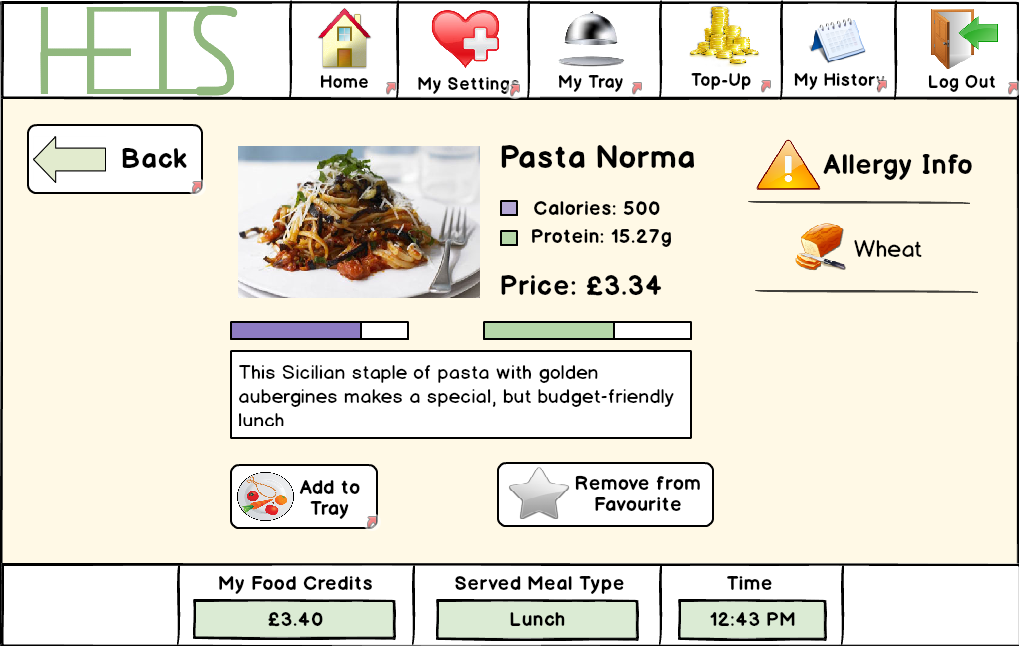 HETS
Home
My Settings
My Tray
Top-Up
My History
Log Out
Back
Pasta Norma
Calories: 500
Protein: 15.27g
Price: £3.34
Allergy Info
Wheat
This Sicilian staple of pasta with golden
aubergines makes a special, but budget-friendly
lunch
Add to
Tray
Remove from
Favourite
My Food Credits
£3.40
Served Meal Type
Lunch
Time
12:43 PM